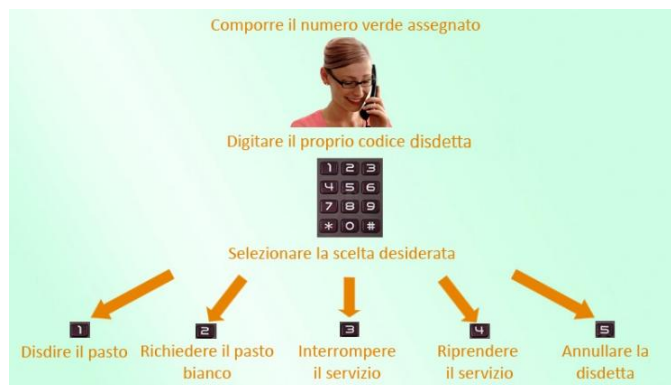 Comporre il numero verde assegnato
Digitare il proprio codice disdetta
1 2 3
4 5 6
7 8 9
* 0 #
Selezionare la scelta desiderata
1 2 3 4 5
Disdire il pasto Richiedere il pasto Interrompere Riprendere Annullare la
bianco il servizio il servizio disdetta